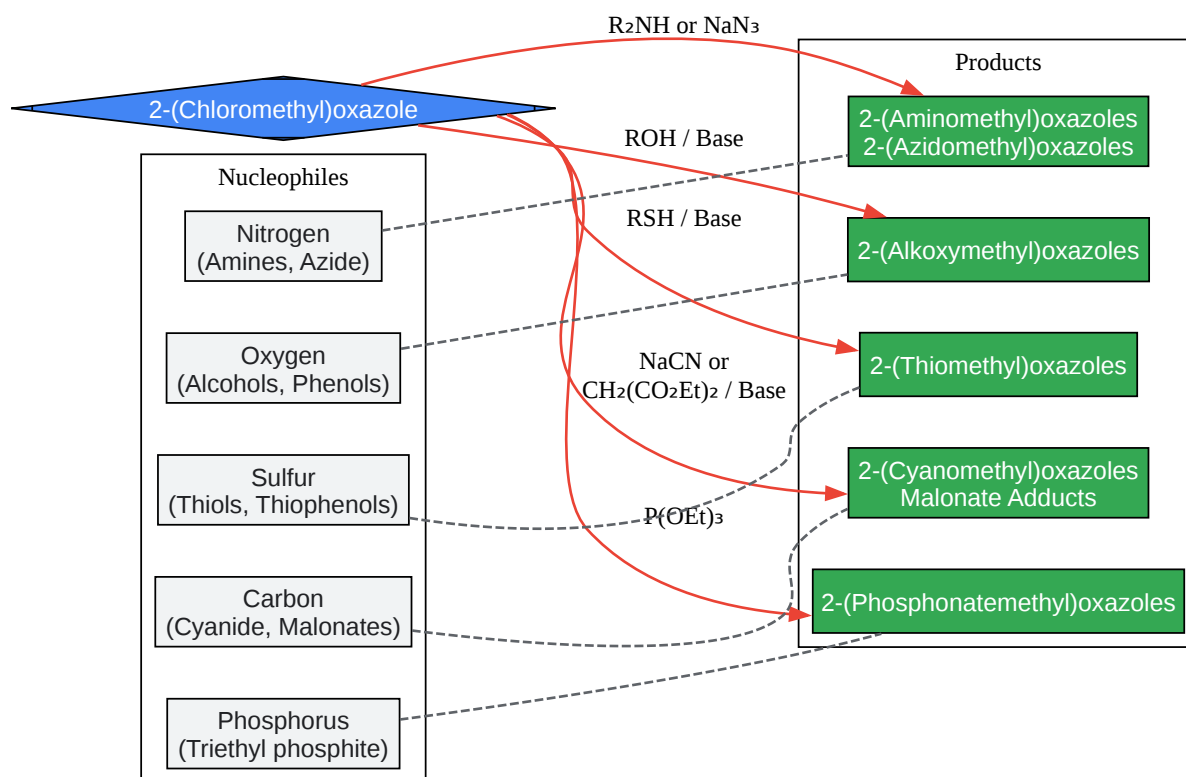 R₂NH or NaN₃
Products
2-(Chloromethyl)oxazole
2-(Aminomethyl)oxazoles
2-(Azidomethyl)oxazoles
ROH / Base
Nucleophiles
RSH / Base
Nitrogen
(Amines, Azide)
2-(Alkoxymethyl)oxazoles
Oxygen
(Alcohols, Phenols)
NaCN or
CH₂(CO₂Et)₂ / Base
2-(Thiomethyl)oxazoles
Sulfur
(Thiols, Thiophenols)
2-(Cyanomethyl)oxazoles
Malonate Adducts
P(OEt)₃
Carbon
(Cyanide, Malonates)
2-(Phosphonatemethyl)oxazoles
Phosphorus
(Triethyl phosphite)